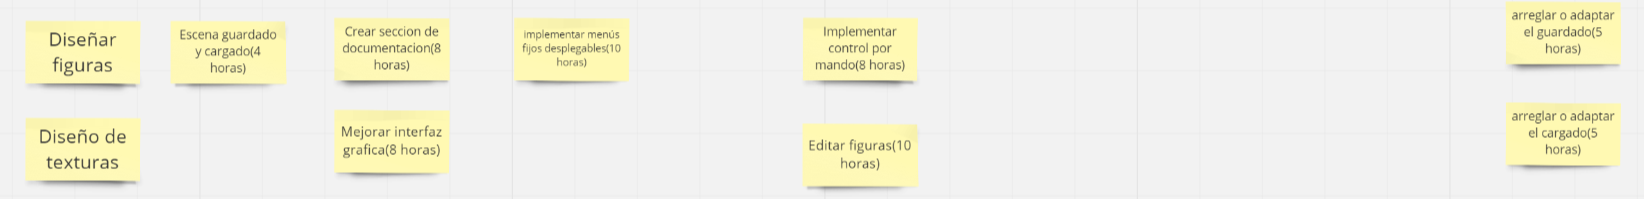 Diseñar
figuras
Escena guardado
y cargado(4
horas)
Crear seccion de
documentacion(8
horas)
implementar menús
fijos desplegables(10
horas)
Implementar
control por
mando(8 horas)
arreglar o adaptar
el guardado(5
horas)
Diseño de
texturas
Mejorar interfaz
grafica(8 horas)
Editar figuras(10
horas)
arreglar o adaptar
el cargado(5
horas)